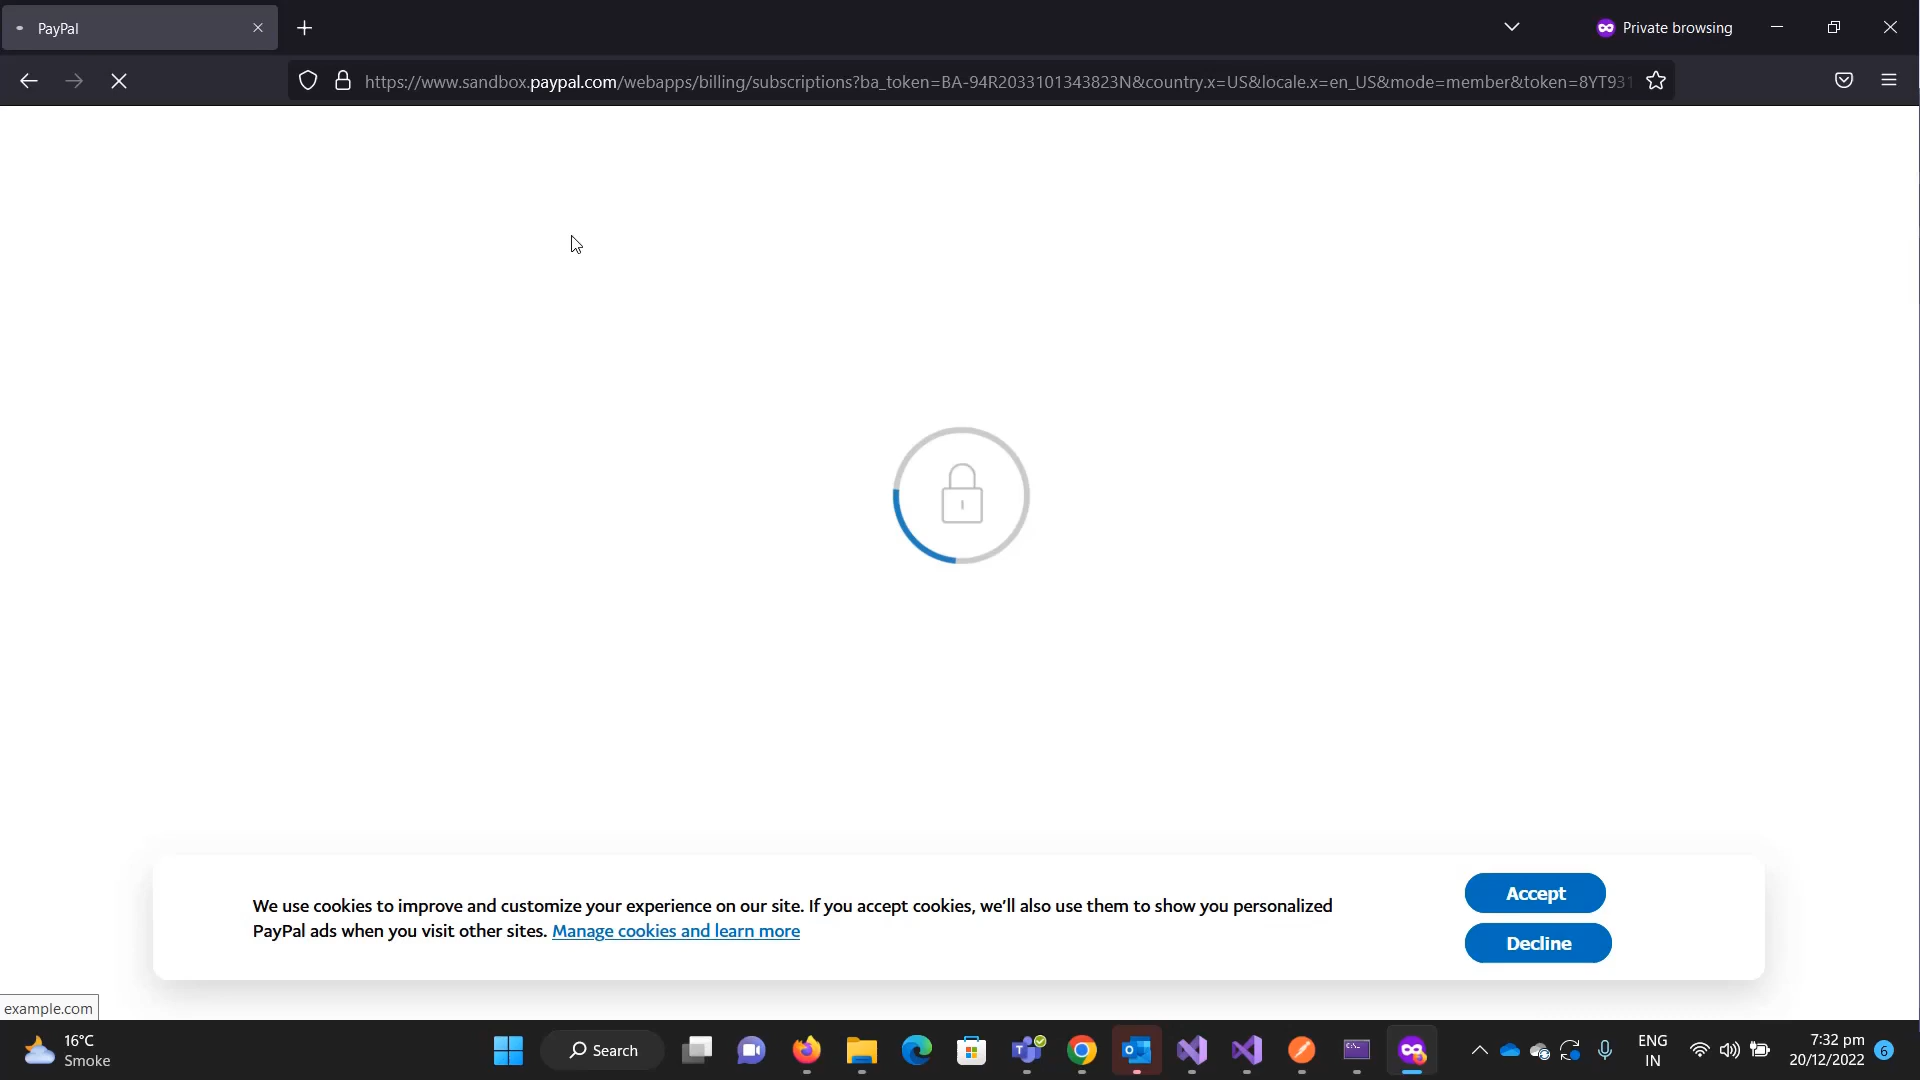 PayPal
Private browsing
https://www.sandbox.paypal.com/webapps/billing/subscriptions?ba_token=BA-94R2033101343823N&country.x=US&locale.x=en_US&mode=member&token=8YT931
We use cookies to improve and customize your experience on our site. If you accept cookies, we'll also use them to show you personalized
PayPal ads when you visit other sites. Manage cookies and learn more
Accept
Decline
example.com
16°C
Smoke
Search
ENG
IN
7:32 pm
20/12/2022
6